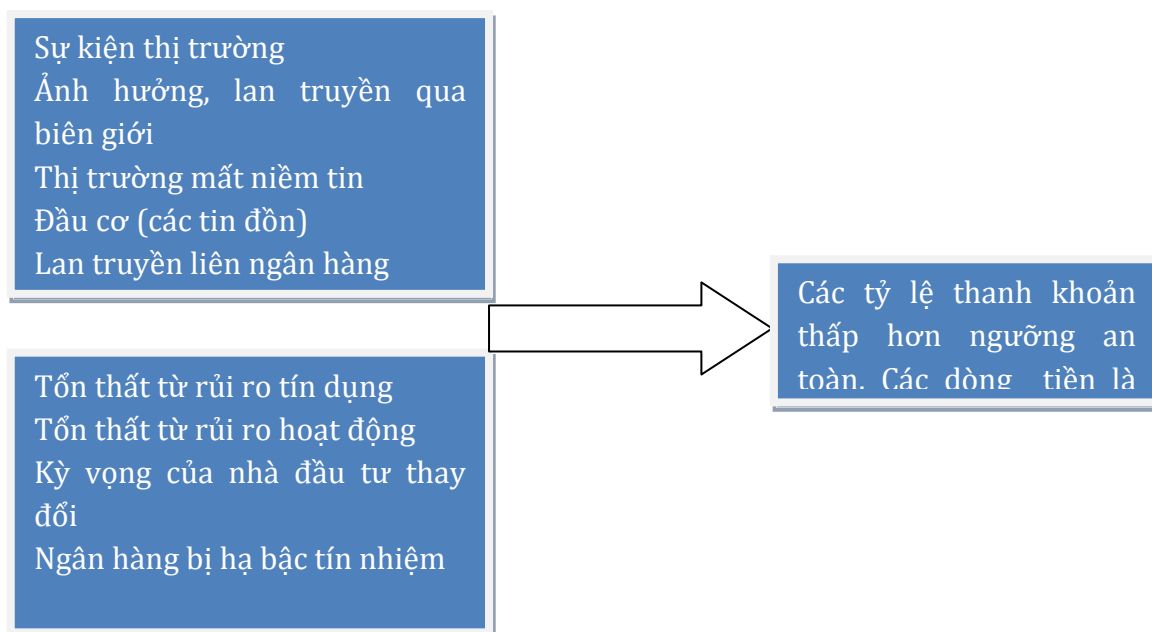 Sự kiện thị trường
Ảnh hưởng, lan truyền qua
biên giới
Thị trường mất niềm tin
Đầu cơ (các tin đồn)
Lan truyền liên ngân hàng
Tổn thất từ rủi ro tín dụng
Tổn thất từ rủi ro hoạt động
Kỳ vọng của nhà đầu tư thay
đổi
Ngân hàng bị hạ bậc tín nhiệm
Các tỷ lệ thanh khoản
thấp hơn ngưỡng an
toàn. Các dòng tiền là